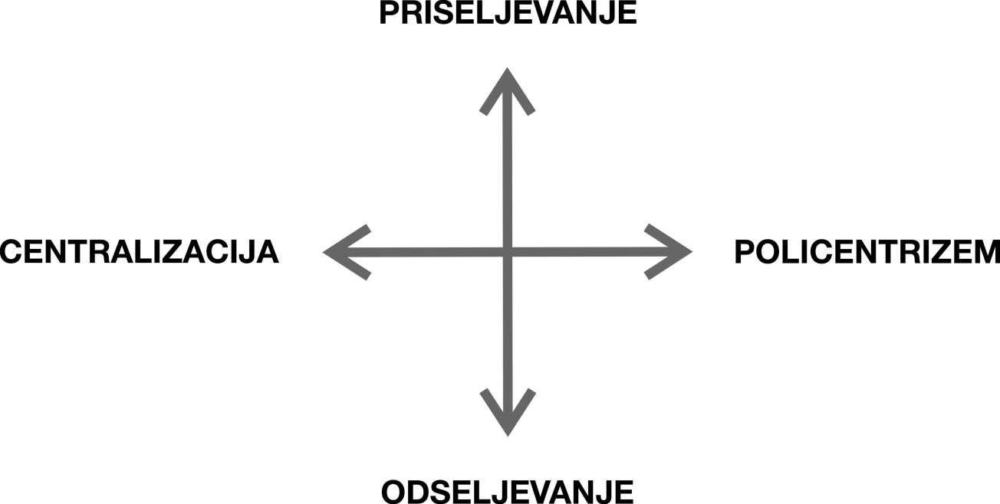 PRISELJEVANJE
CENTRALIZACIJA
POLICENTRIZEM
ODSELJEVANJE